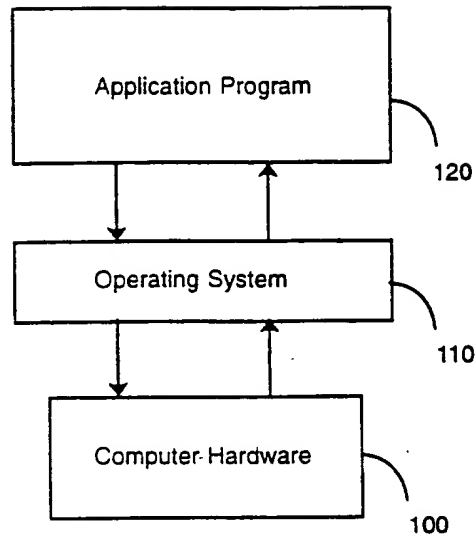 Application Program
120
Operating System
110
Computer Hardware
100